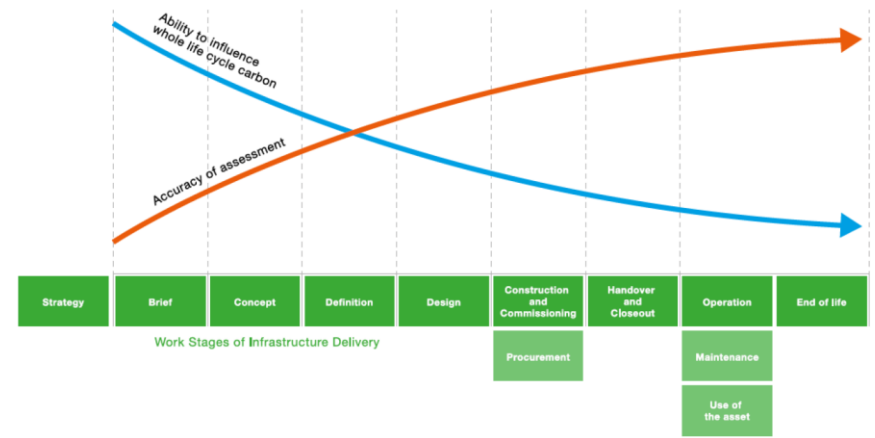 Ability to influence
whole life cycle carbon
Accuracy of assessment
Strategy
Brief
Concept
Definition
Design
Construction
and
Commissioning
Handover
and
Closeout
Operation
End of life
Work Stages of Infrastructure Delivery
Procurement
Maintenance
Use of
the asset